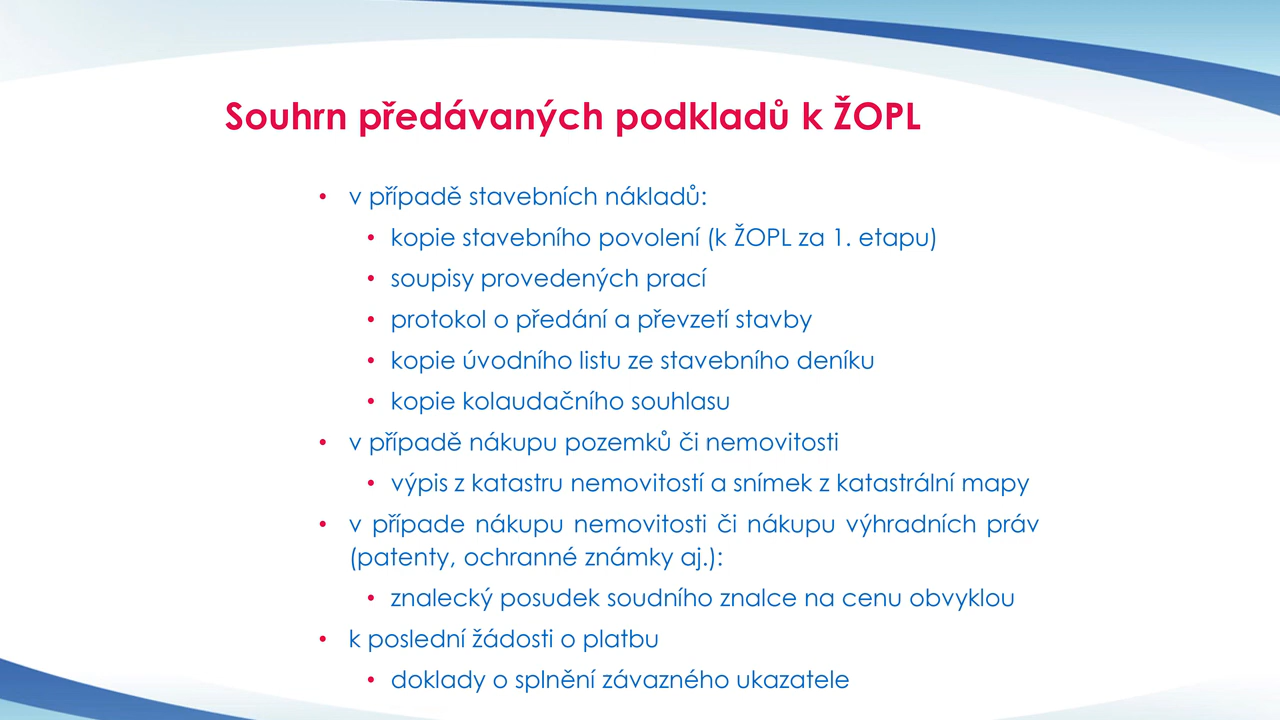 Souhrn předávaných podkladů k ŽOPL
• v případě stavebních nákladů:
• kopie stavebního povolení (k ŽOPL za 1. etapu)
• soupisy provedených prací
• protokol o předání a převzetí stavby
• kopie úvodního listu ze stavebního deníku
• kopie kolaudačního souhlasu
• v případě nákupu pozemků či nemovitosti
• výpis z katastru nemovitostí a snímek z katastrální mapy
• v případe nákupu nemovitosti či nákupu výhradních práv
(patenty, ochranné známky aj.):
• znalecký posudek soudního znalce na cenu obvyklou
• k poslední žádosti o platbu
• doklady o splnění závazného ukazatele